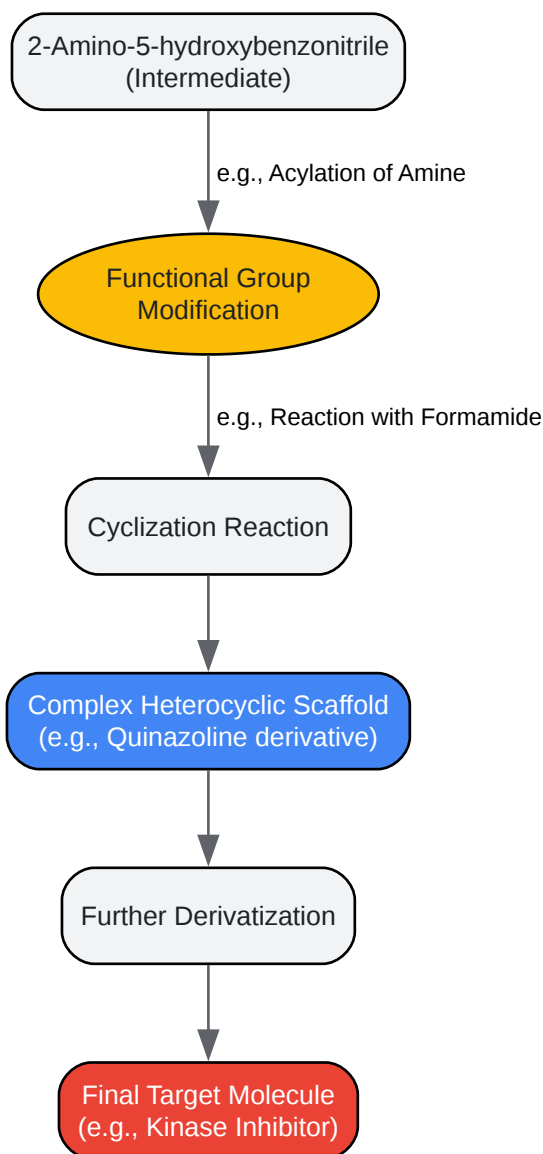 2-Amino-5-hydroxybenzonitrile
(Intermediate)
e.g., Acylation of Amine
Functional Group
Modification
e.g., Reaction with Formamide
Cyclization Reaction
Complex Heterocyclic Scaffold
(e.g., Quinazoline derivative)
Further Derivatization
Final Target Molecule
(e.g., Kinase Inhibitor)